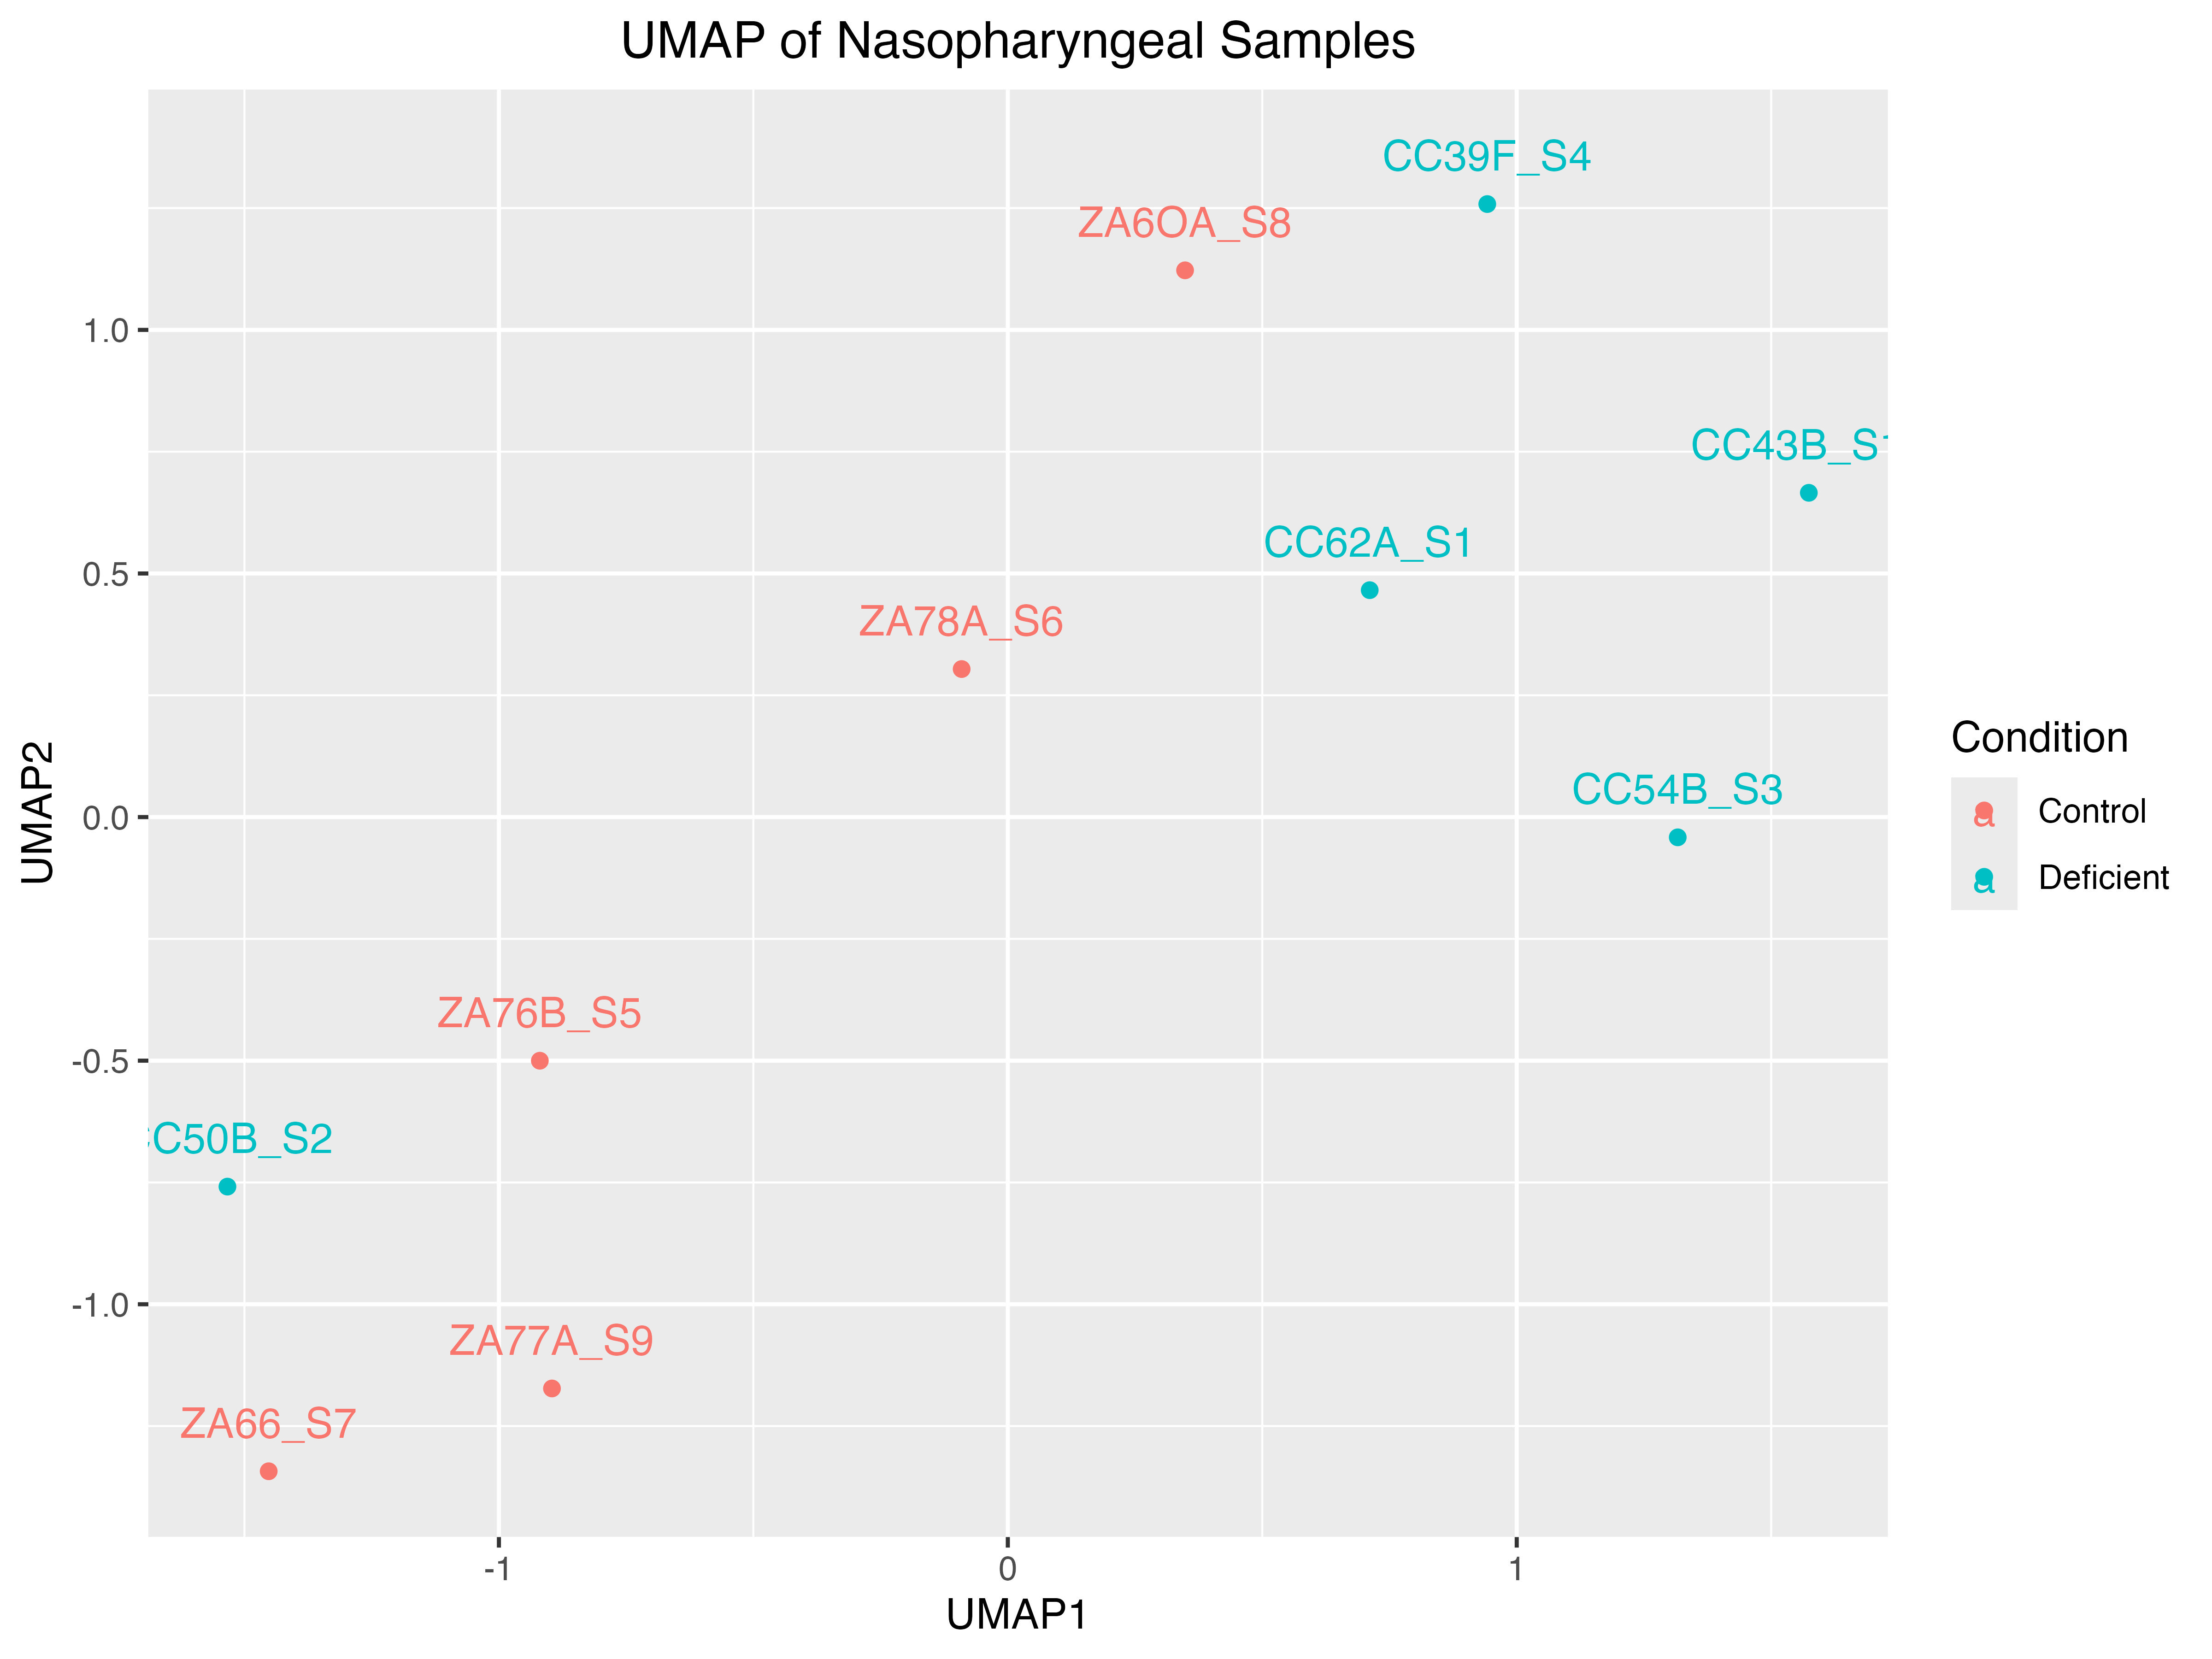 UMAP of Nasopharyngeal Samples
CC39F_S4
ZA6OA_S8
1.0
CC43B_S
CC62A_S1
0.5
ZA78A_S6
CC54B_S3
0.0
ZA76B_S5
-0.5
C50B_S2
-1.0
ZA77A_S9
ZA66_S7
-1
0
1
UMAP1
UMAP2
Condition
a Control
a Deficient